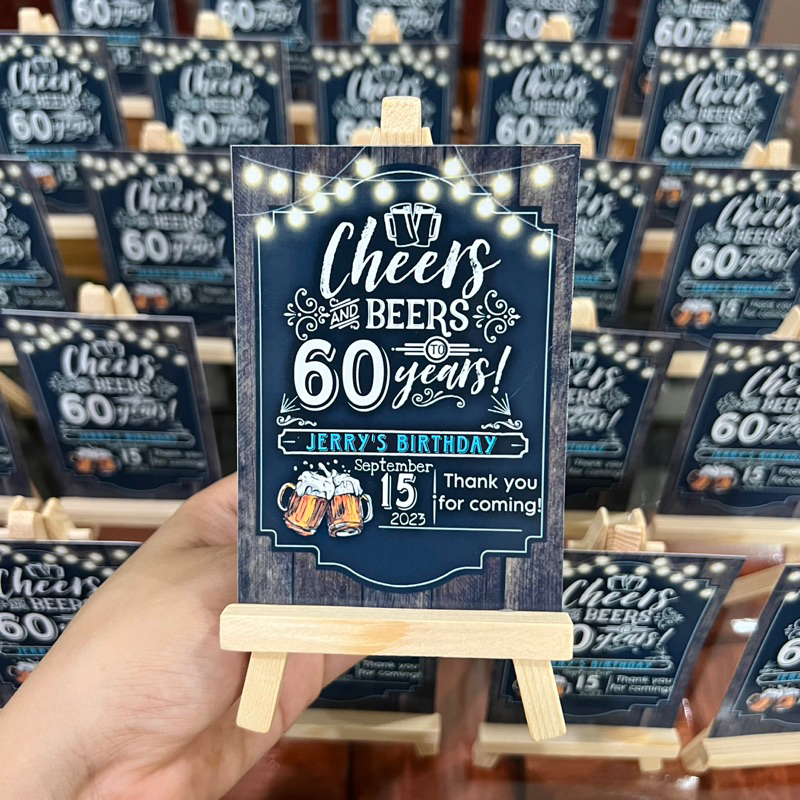 Cheers
AND BEERS
TO
60 years!
JERRY'S BIRTHDAY
September
15
2023
Thank you
for coming!